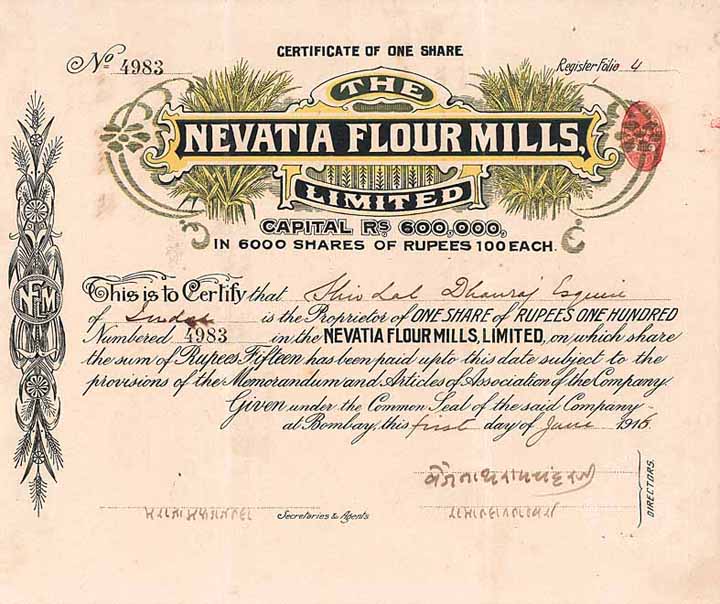 CERTIFICATE OF ONE SHARE
No 4983
Register Folio 4
THE
NEVATIA FLOUR MILLS,
LIMITED
CAPITAL RS 600,000,
IN 6000 SHARES OF RUPEES 100 EACH.
NFM
This is to Certify that Shiv Lal Dhanraj Esquire
of is the Proprietor of ONE SHARE of RUPEES ONE HUNDRED
Numbered 4983 in the NEVATIA FLOUR MILLS, LIMITED, on which share
the sum of Rupees Fifteen has been paid upto this date subject to the
provisions of the Memorandum and Articles of Association of the Company
Given under the Common Seal of the said Company
at Bombay, this first day of June 1916
DIRECTORS.
Secretaries & Agents